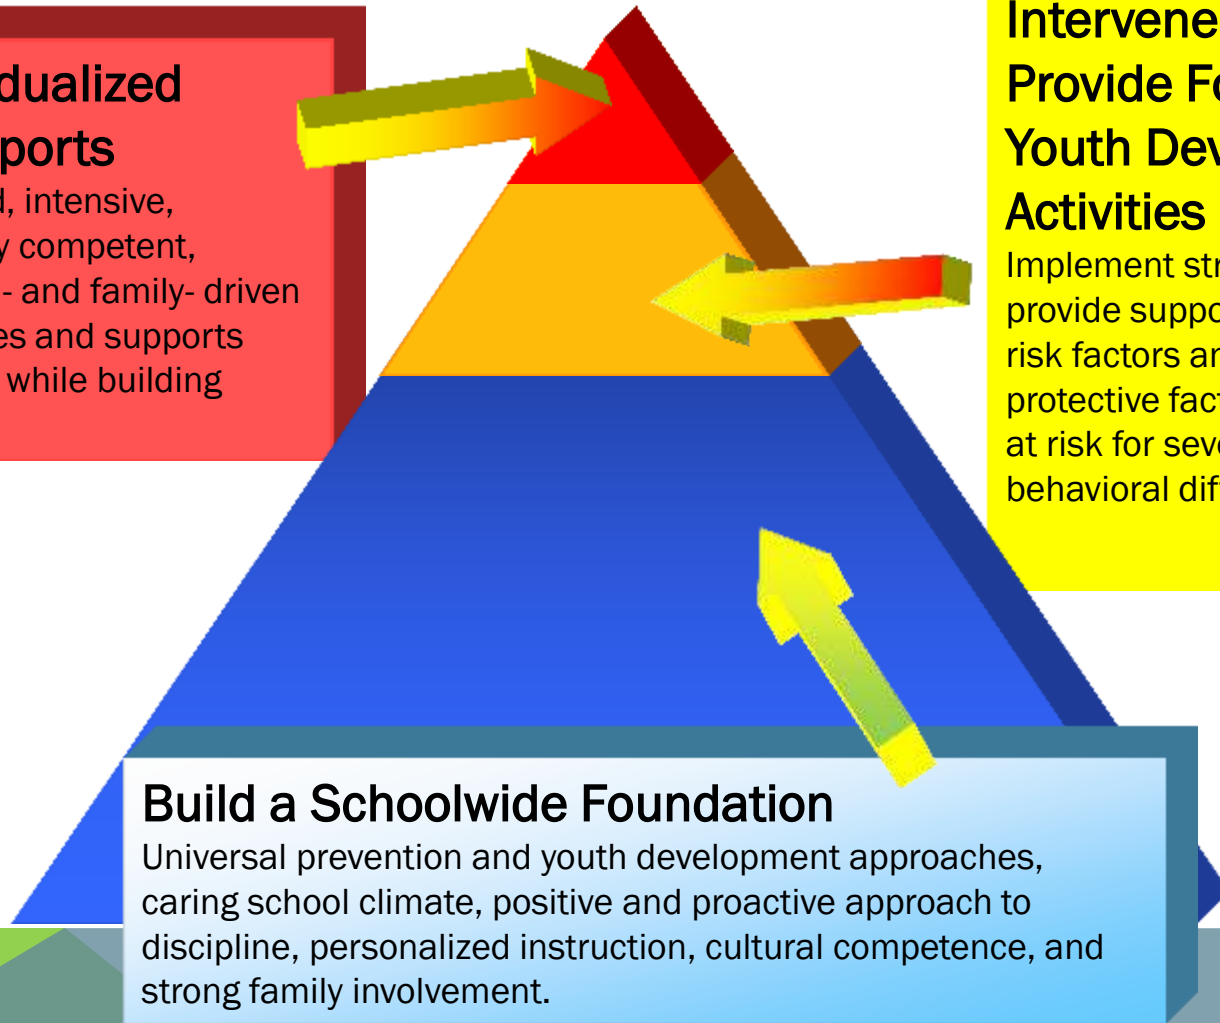 dualized
ports
d, intensive,
y competent,
- and family- driven
es and supports
while building
Intervene
Provide Fo
Youth Dev
Activities
Implement str
provide suppo
risk factors an
protective fact
at risk for seve
behavioral dif
Build a Schoolwide Foundation
Universal prevention and youth development approaches,
caring school climate, positive and proactive approach to
discipline, personalized instruction, cultural competence, and
strong family involvement.